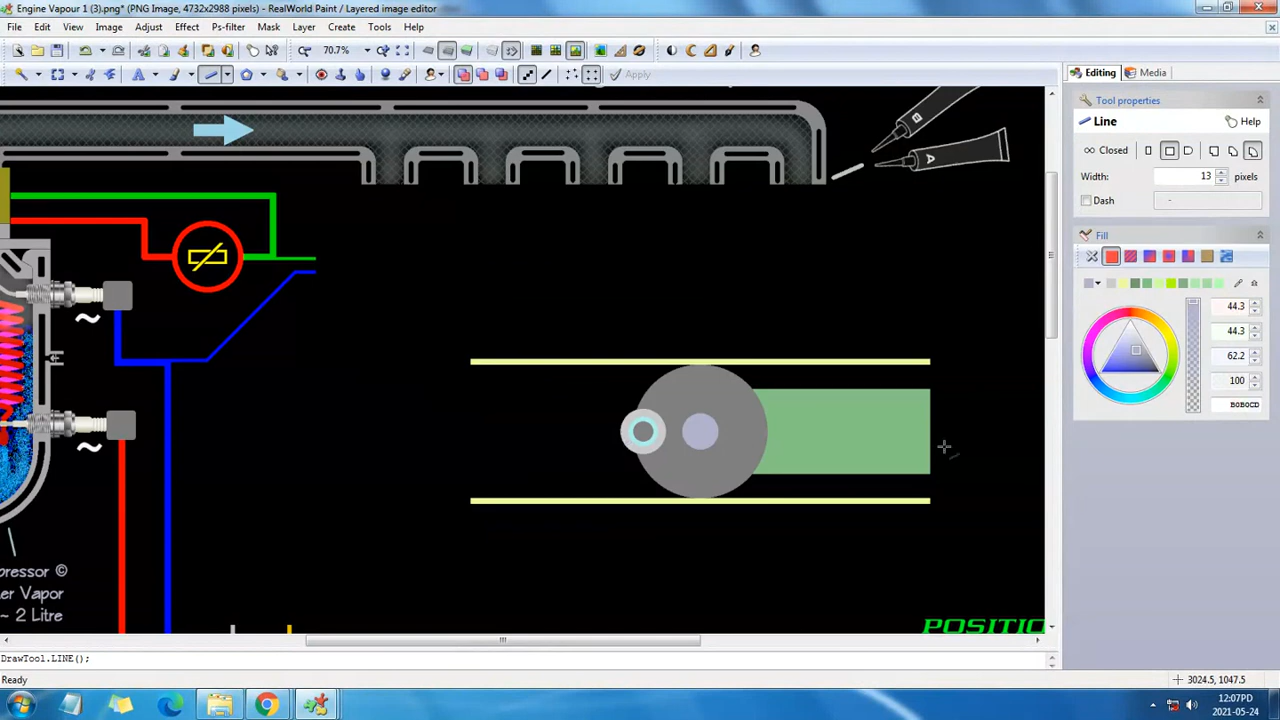 Engine Vapour 1 (3).png* (PNG Image, 4732x2988 pixels) - RealWorld Paint / Layered image editor
File Edit View Image Adjust Effect Ps-filter Mask Layer Create Tools Help
70.7%
Apply
Editing Media
Tool properties
Line Help
Closed
Width: 13 pixels
Dash -
Fill
44.3
44.3
62.2
100
B0B0CD
B
A
~
~
pressor ©
er Vapor
~ 2 Litre
POSITIO
DrawTool.LINE();
Ready
3024.5, 1047.5
12:07PD
2021-05-24